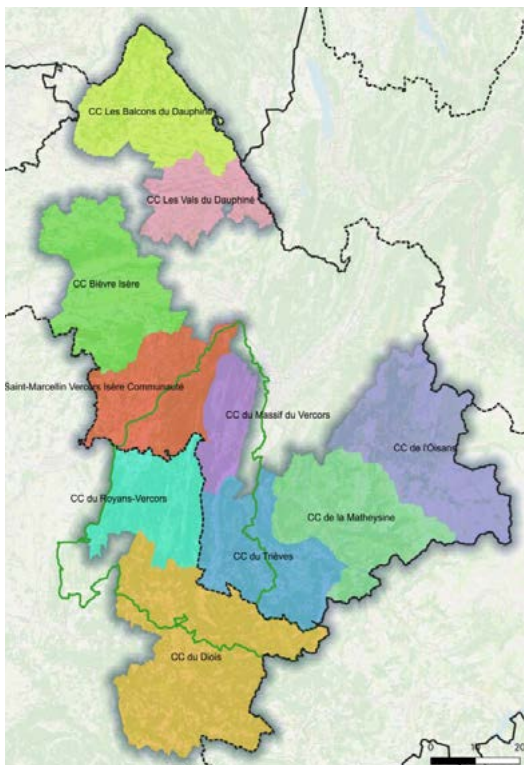 CC Les Balcons du Dauphiné
CC Les Vals du Dauphiné
CC Bièvre Isère
Saint-Marcellin Vercors Isère Communauté
CC du Massif du Vercors
CC de l'Oisans
CC du Royans-Vercors
CC de la Matheysine
CC du Trièves
CC du Diois
0 10 20